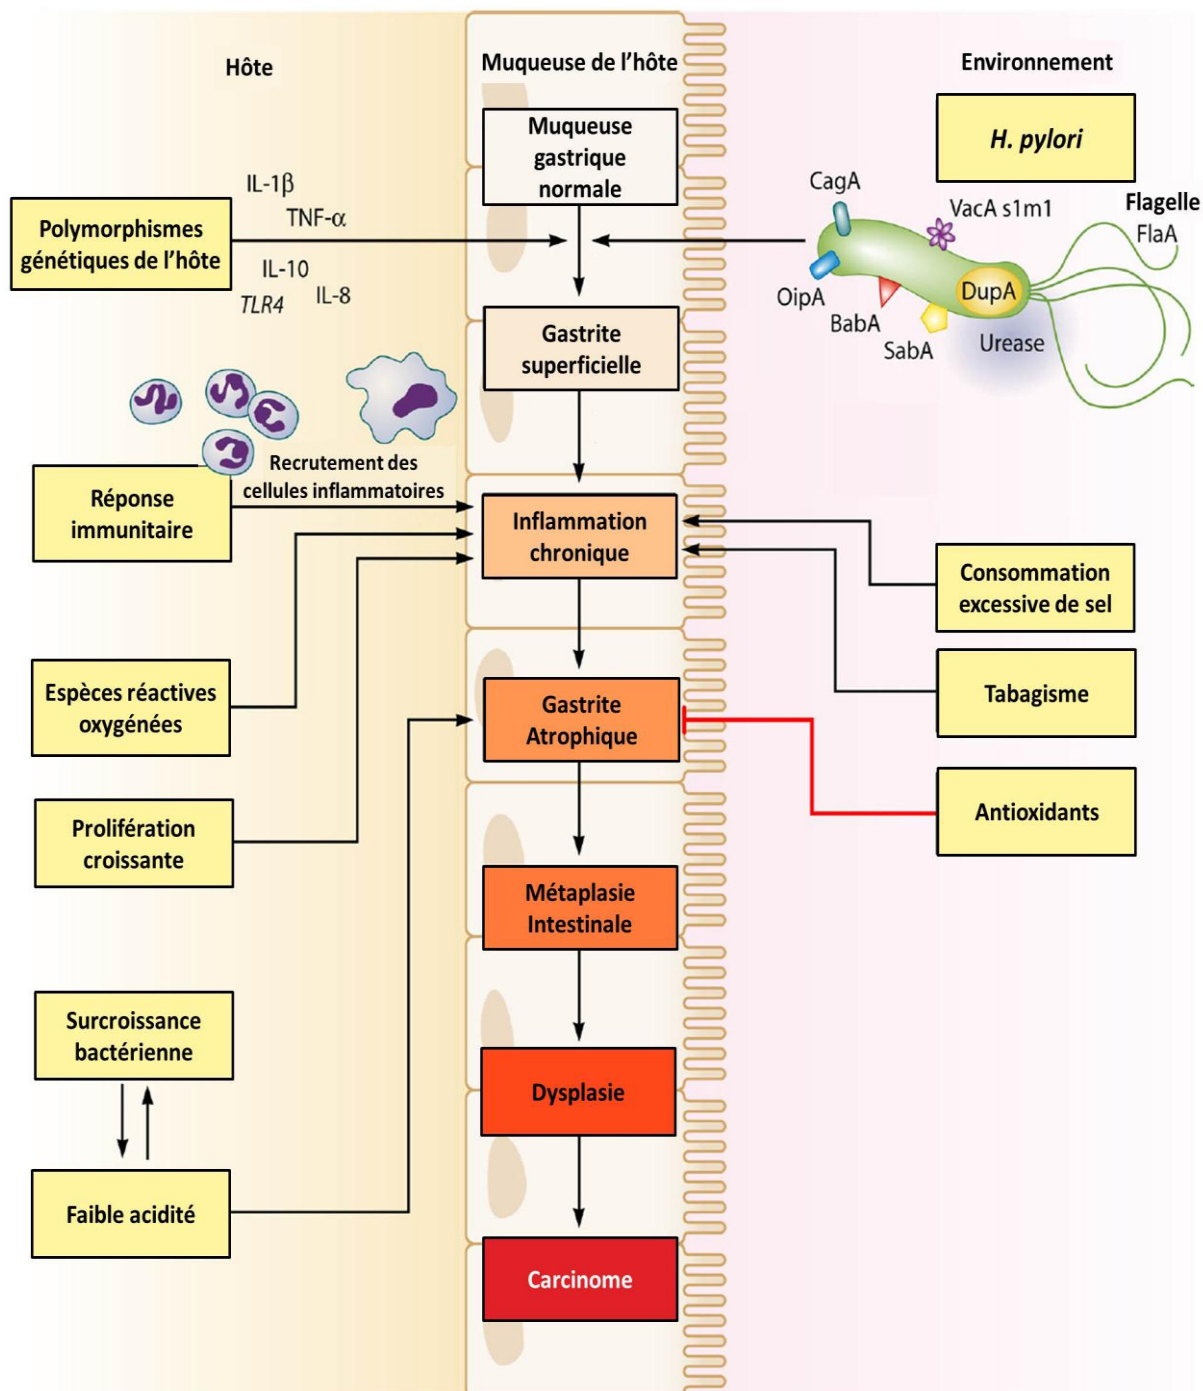 Hôte
Muqueuse de l’hôte
Environnement
Muqueuse
gastrique
normale
H. pylori
IL-1β
TNF-α
Polymorphismes
génétiques de l’hôte
IL-10
IL-8
TLR4
CagA
VacA s1m1
Flagelle
FlaA
OipA
BabA
SabA
DupA
Urease
Gastrite
superficielle
Recrutement des
cellules inflammatoires
Réponse
immunitaire
Inflammation
chronique
Consommation
excessive de sel
Espèces réactives
oxygénées
Gastrite
Atrophique
Tabagisme
Prolifération
croissante
Antioxidants
Métaplasie
Intestinale
Surcroissance
bactérienne
Dysplasie
Faible acidité
Carcinome